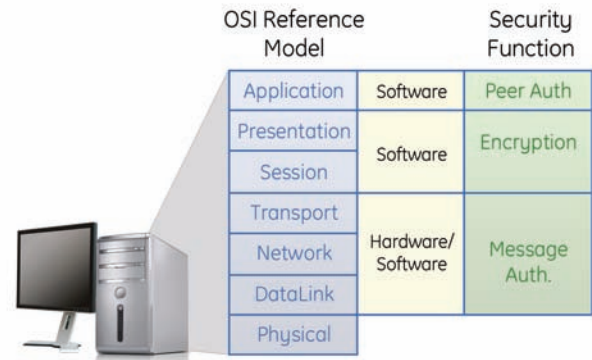 OSI Reference Model
Security Function
Application
Software
Peer Auth
Presentation
Software
Encryption
Session
Transport
Hardware/
Software
Message
Auth.
Network
DataLink
Physical